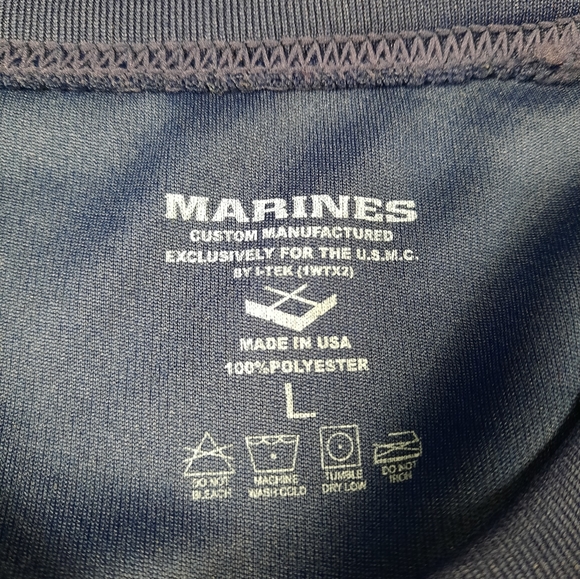 MARINES
CUSTOM MANUFACTURED
EXCLUSIVELY FOR THE U.S.M.C.
BY I-TEK (1WTX2)
MADE IN USA
100%POLYESTER
L
DO NOT BLEACH
MACHINE WASH COLD
TUMBLE DRY LOW
DO NOT IRON